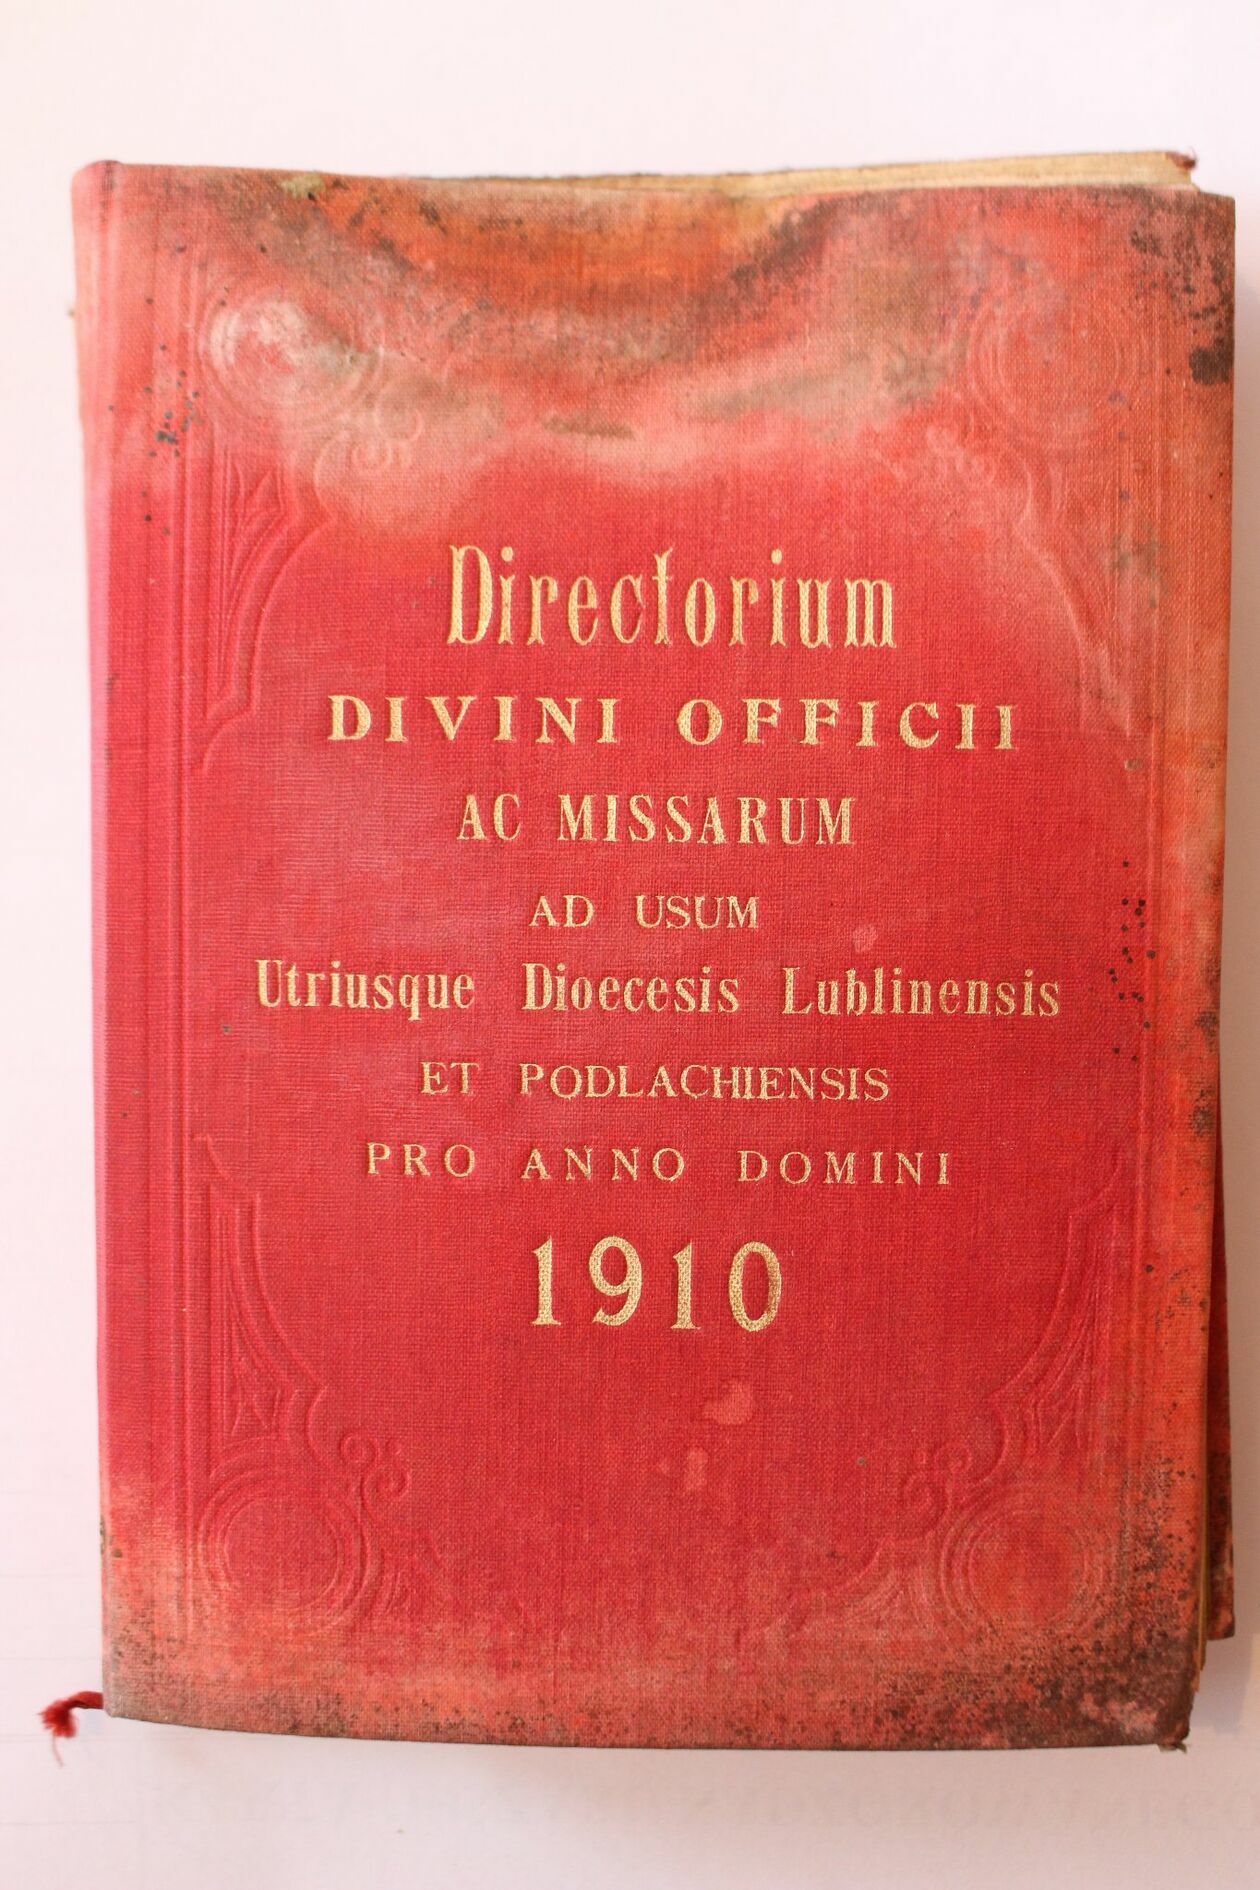 Directorium
DIVINI OFFICII
AC MISSARUM
AD USUM
Utriusque Dioecesis Lublinensis
ET PODLACHIENSIS
PRO ANNO DOMINI
1910